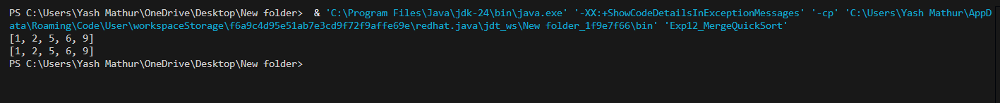 PS C:\Users\Yash Mathur\OneDrive\Desktop\New folder>  & 'C:\Program Files\Java\jdk-24\bin\java.exe' '-XX:+ShowCodeDetailsInExceptionMessages' '-cp' 'C:\Users\Yash Mathur\AppD
ata\Roaming\Code\User\workspaceStorage\f6a9c4d95e51ab7e3cd9f72f9affe69e\redhat.java\jdt_ws\New folder_1f9e7f66\bin' 'Exp12_MergeQuickSort'
[1, 2, 5, 6, 9]
[1, 2, 5, 6, 9]
PS C:\Users\Yash Mathur\OneDrive\Desktop\New folder>